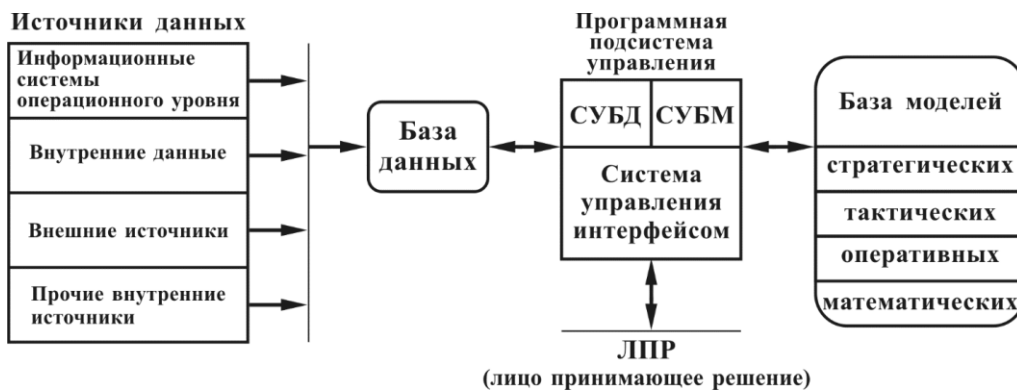 Источники данных
Информационные
системы
операционного уровня
Внутренние данные
Внешние источники
Прочие внутренние
источники
База
данных
Программная
подсистема
управления
СУБД
СУБМ
Система
управления
интерфейсом
ЛПР
(лицо принимающее решение)
База моделей
стратегических
тактических
оперативных
математических